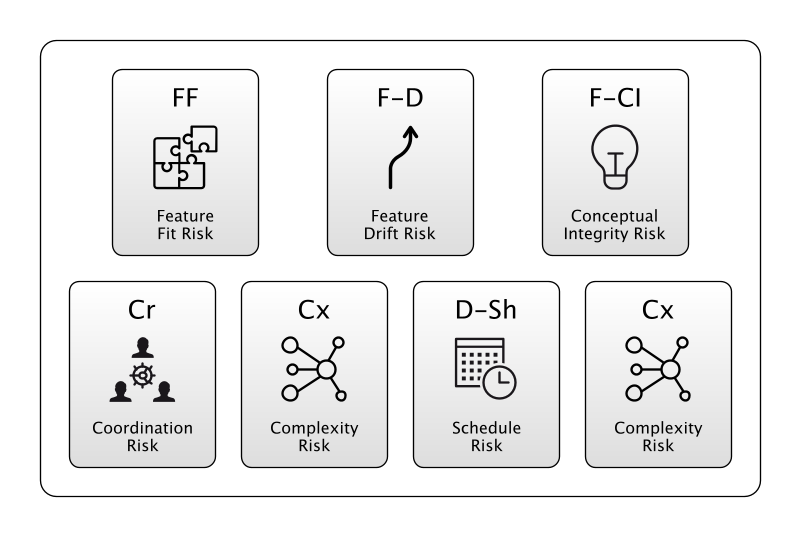 FF
Feature
Fit Risk
F-D
Feature
Drift Risk
F-CI
Conceptual
Integrity Risk
Cr
Coordination
Risk
Cx
Complexity
Risk
D-Sh
Schedule
Risk
Cx
Complexity
Risk